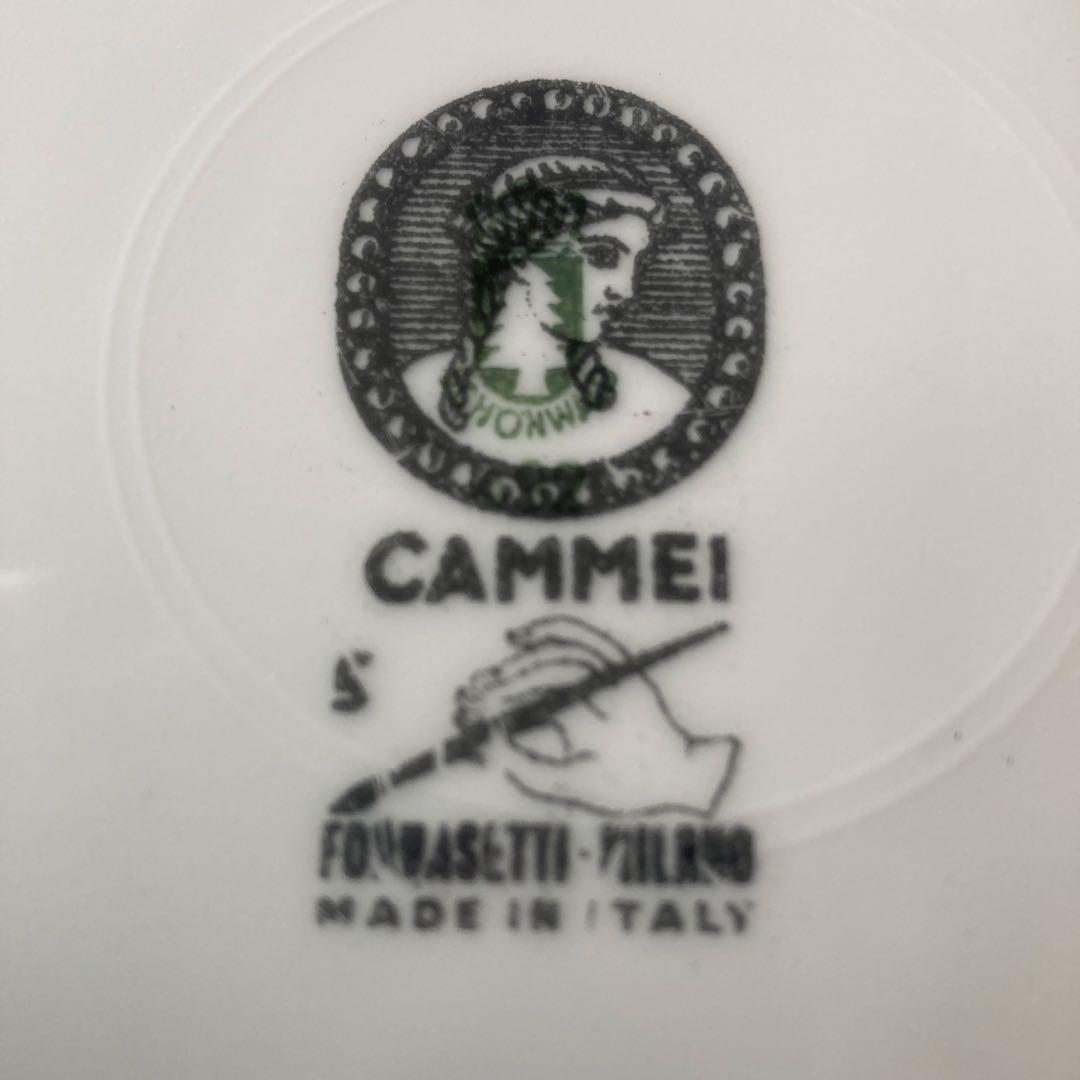 CAMMEI
5
FORNASETTI - MILANO
MADE IN ITALY